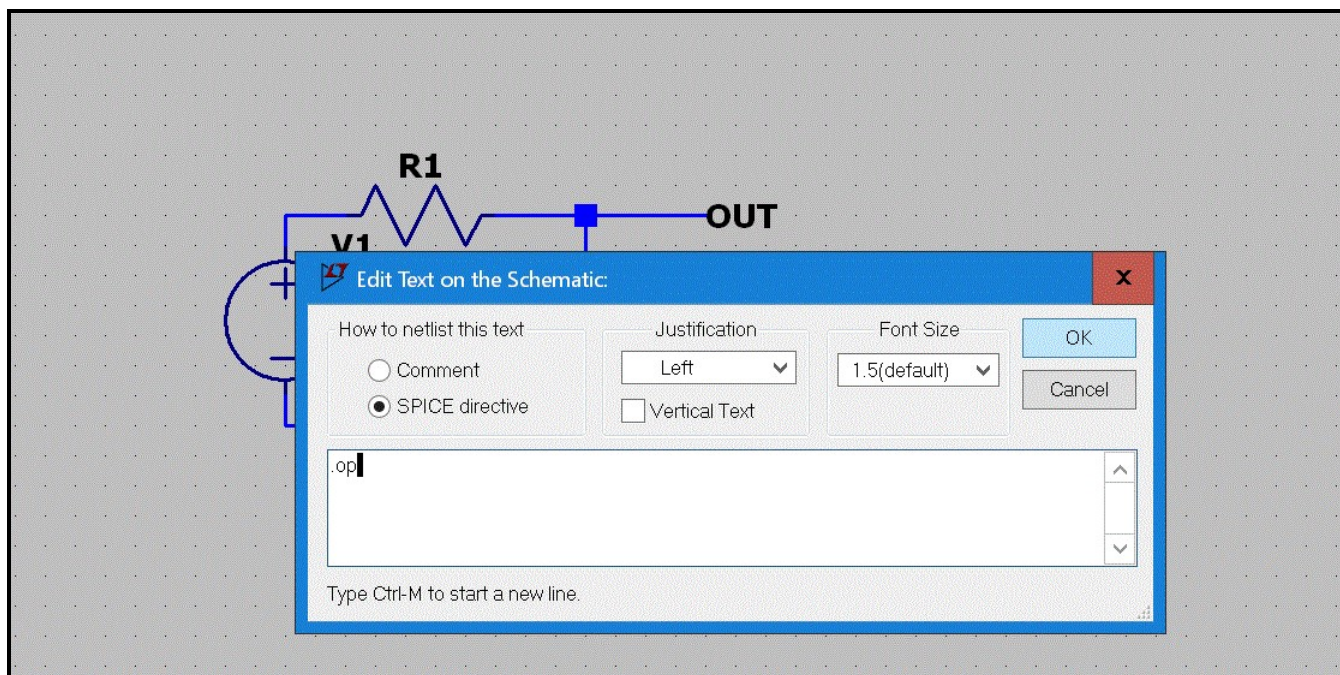 R1
OUT
V1
Edit Text on the Schematic:
x
How to netlist this text
Comment
SPICE directive
Justification
Left
Vertical Text
Font Size
1.5(default)
OK
Cancel
.op
Type Ctrl-M to start a new line.